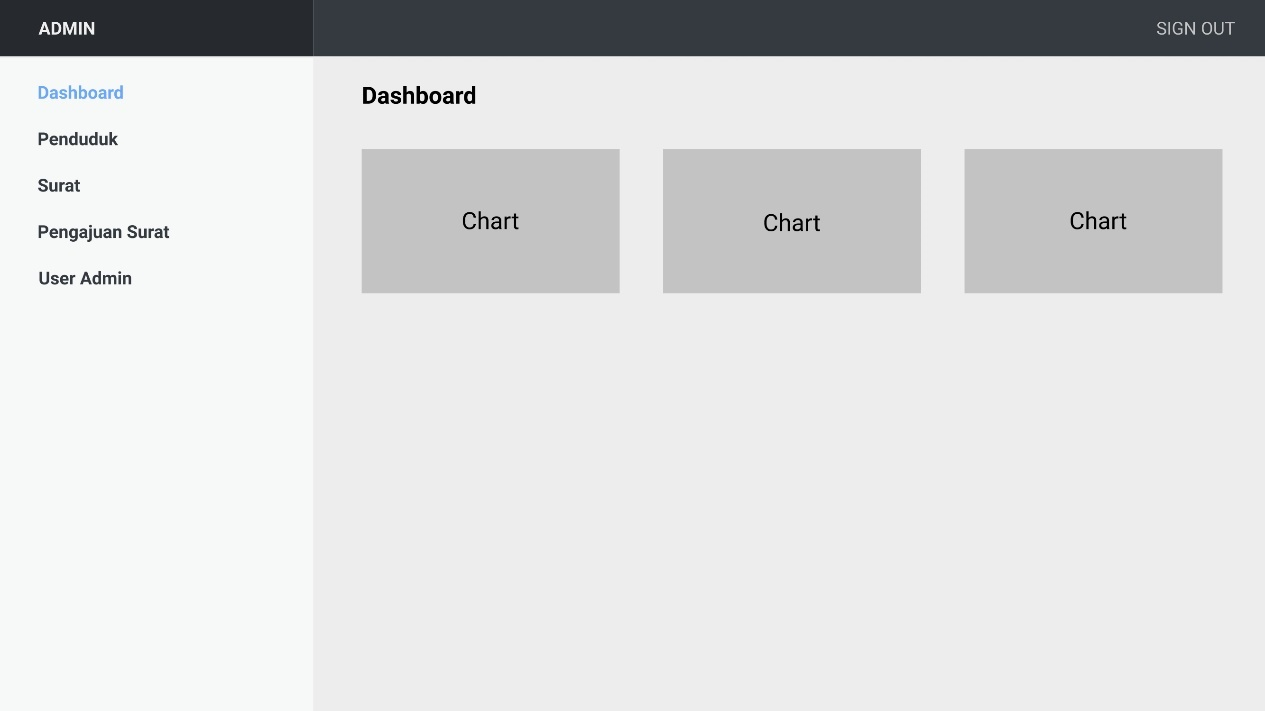 ADMIN
SIGN OUT
Dashboard
Penduduk
Surat
Pengajuan Surat
User Admin
Dashboard
Chart
Chart
Chart